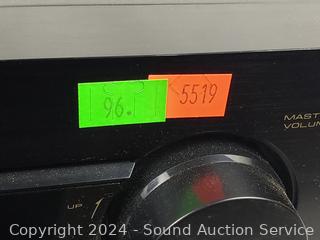 96.
5519
MAST
VOLUM
UP
Copyright 2024 - Sound Auction Service